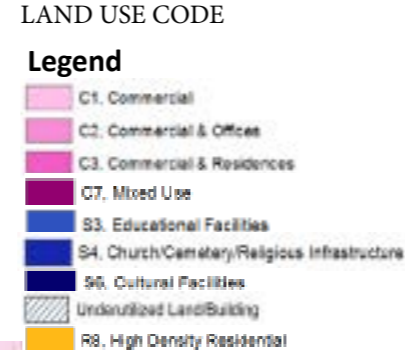 LAND USE CODE
Legend
C1, Commercial
C2, Commercial & Offices
C3, Commercial & Residences
C7, Mixed Use
S3, Educational Facilities
S4, Church/Cemetery/Religious Infrastructure
S6, Cultural Facilities
Underutilized Land/Building
R8, High Density Residential